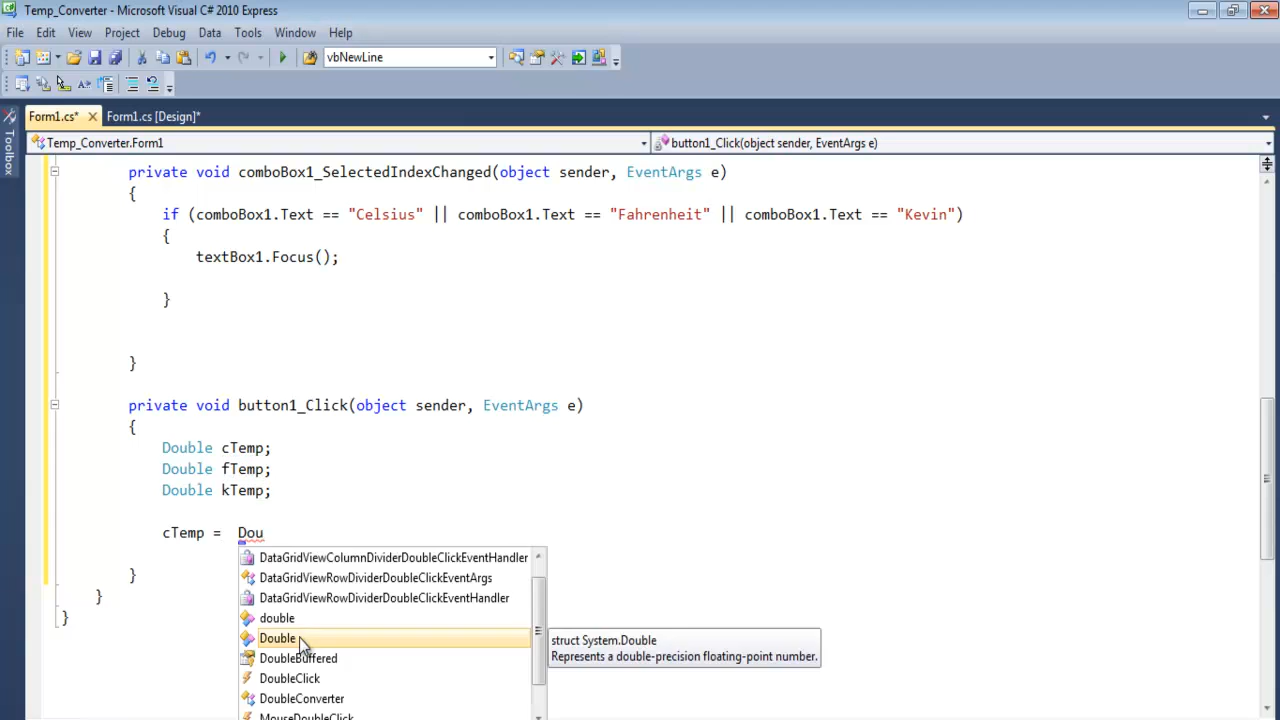 Temp_Converter - Microsoft Visual C# 2010 Express
File Edit View Project Debug Data Tools Window Help
vbNewLine
Form1.cs* Form1.cs [Design]*
Toolbox
Temp_Converter.Form1 button1_Click(object sender, EventArgs e)
private void comboBox1_SelectedIndexChanged(object sender, EventArgs e)
{
if (comboBox1.Text == "Celsius" || comboBox1.Text == "Fahrenheit" || comboBox1.Text == "Kevin")
{
textBox1.Focus();
}
}
private void button1_Click(object sender, EventArgs e)
{
Double cTemp;
Double fTemp;
Double kTemp;
cTemp = Dou
DataGridViewColumnDividerDoubleClickEventHandler
}
DataGridViewRowDividerDoubleClickEventArgs
}
DataGridViewRowDividerDoubleClickEventHandler
}
double
Double
struct System.Double
Represents a double-precision floating-point number.
DoubleBuffered
DoubleClick
DoubleConverter
MouseDoubleClick